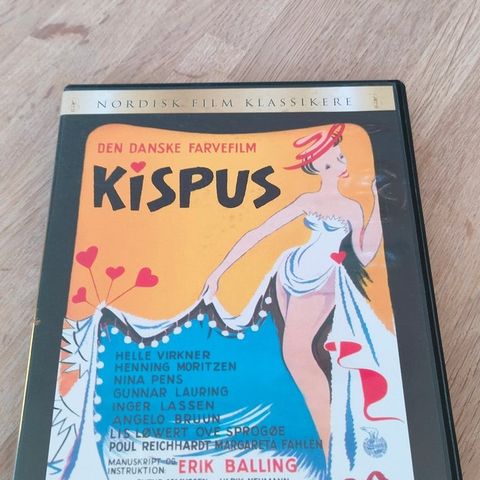 NORDISK FILM KLASSIKERE
DEN DANSKE FARVEFILM
KISPUS
HELLE VIRKNER
HENNING MORITZEN
NINA PENS
GUNNAR LAURING
INGER LASSEN
ANGELO BRUUN
LIS LØWERT OVE SPROGØE
POUL REICHHARDT MARGARETA FAHLEN
MANUSKRIPT OG
INSTRUKTION ERIK BALLING